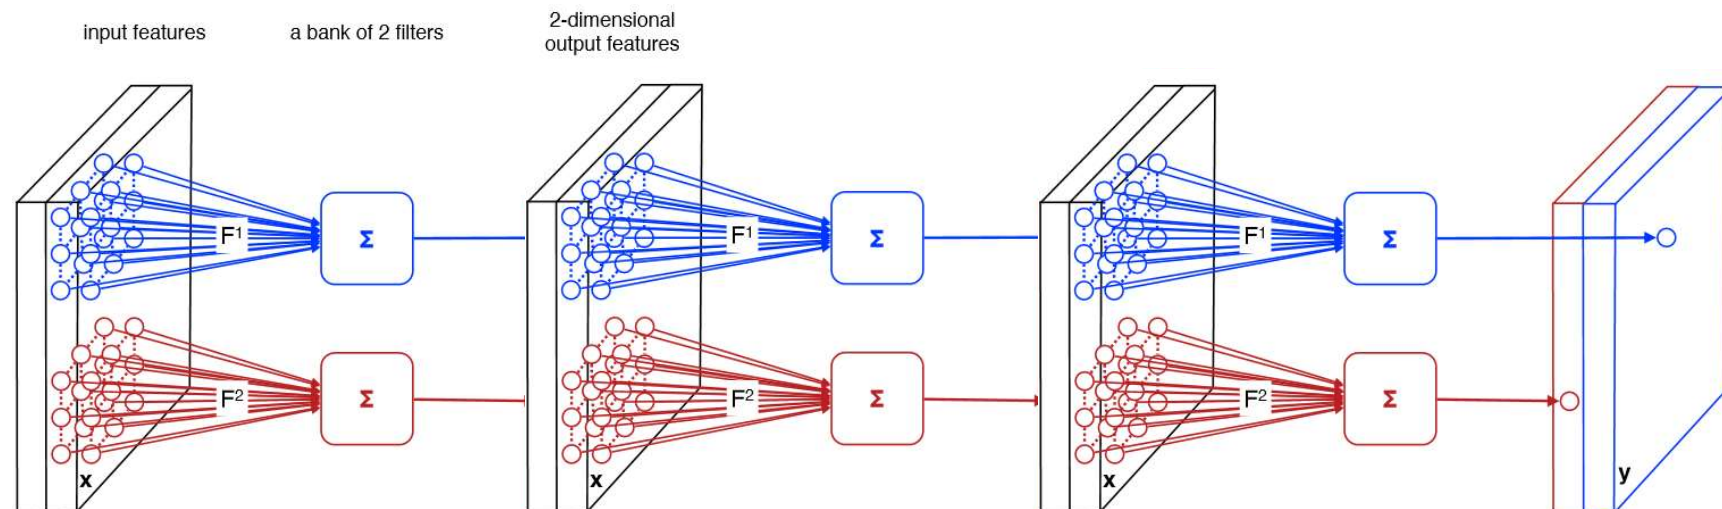 input features
a bank of 2 filters
2-dimensional
output features
F¹
Σ
F¹
Σ
F¹
Σ
F²
Σ
F²
Σ
F²
Σ
x
x
x
y